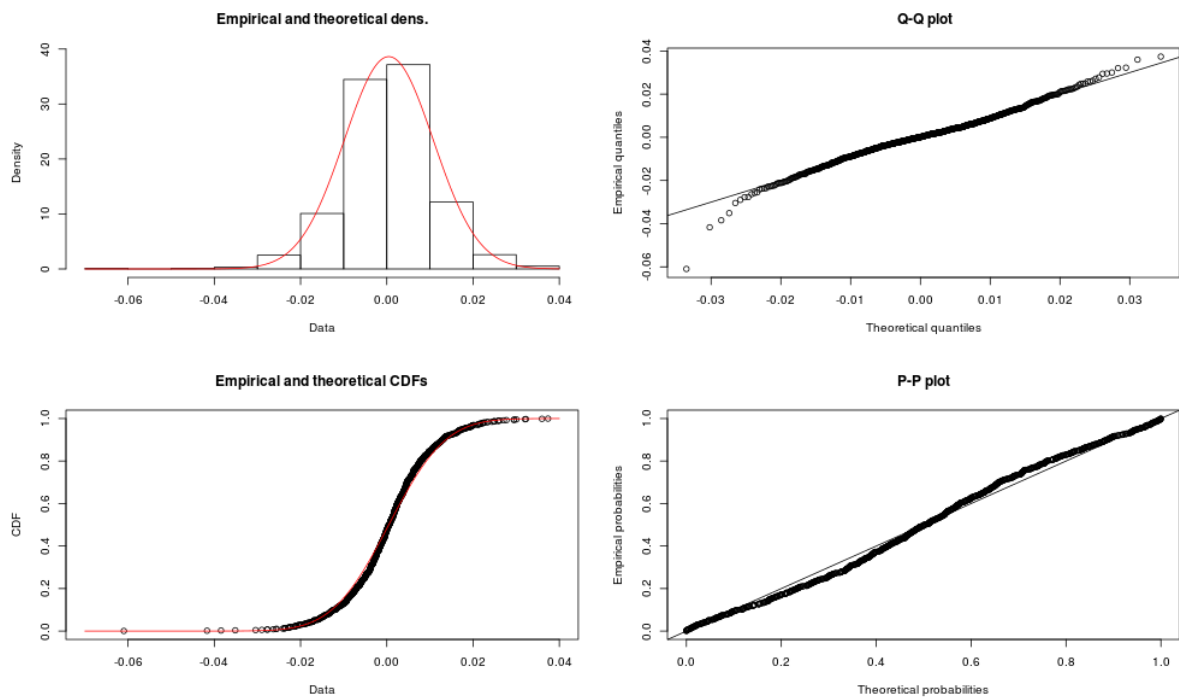 Empirical and theoretical dens.
Density
0 10 20 30 40
-0.06 -0.04 -0.02 0.00 0.02 0.04
Data
Q-Q plot
Empirical quantiles
-0.06 -0.04 -0.02 0.00 0.02 0.04
-0.03 -0.02 -0.01 0.00 0.01 0.02 0.03
Theoretical quantiles
Empirical and theoretical CDFs
CDF
0.0 0.2 0.4 0.6 0.8 1.0
-0.06 -0.04 -0.02 0.00 0.02 0.04
Data
P-P plot
Empirical probabilities
0.0 0.2 0.4 0.6 0.8 1.0
0.0 0.2 0.4 0.6 0.8 1.0
Theoretical probabilities